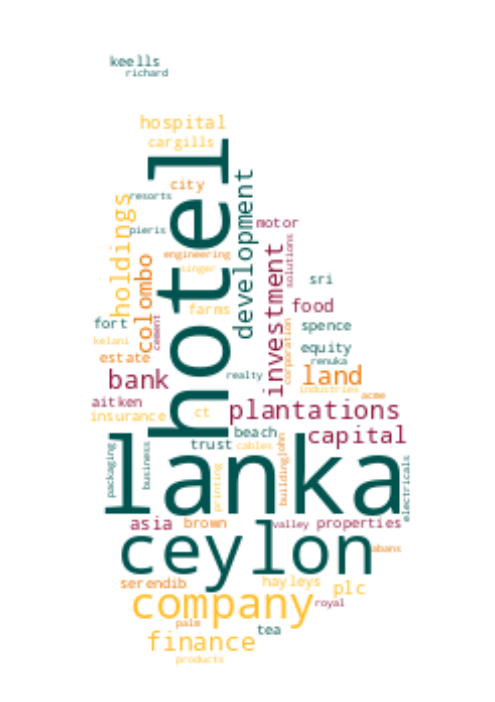 keells
richard
hospital
cargills
hotel
city
resorts
holdings
development
pieris
motor
engineering
singer
solutions
investment
colombo
sri
farms
food
fort
cement
corporation
spence
kelani
equity
estate
renuka
bank
realty
land
industries
acme
aitken
insurance
ct
plantations
beach
capital
trust
cables
lanka
packaging
business
printing
building
john
electricals
asia
brown
valley
properties
ceylon
abans
serendib
hayleys
plc
company
royal
palm
tea
finance
products